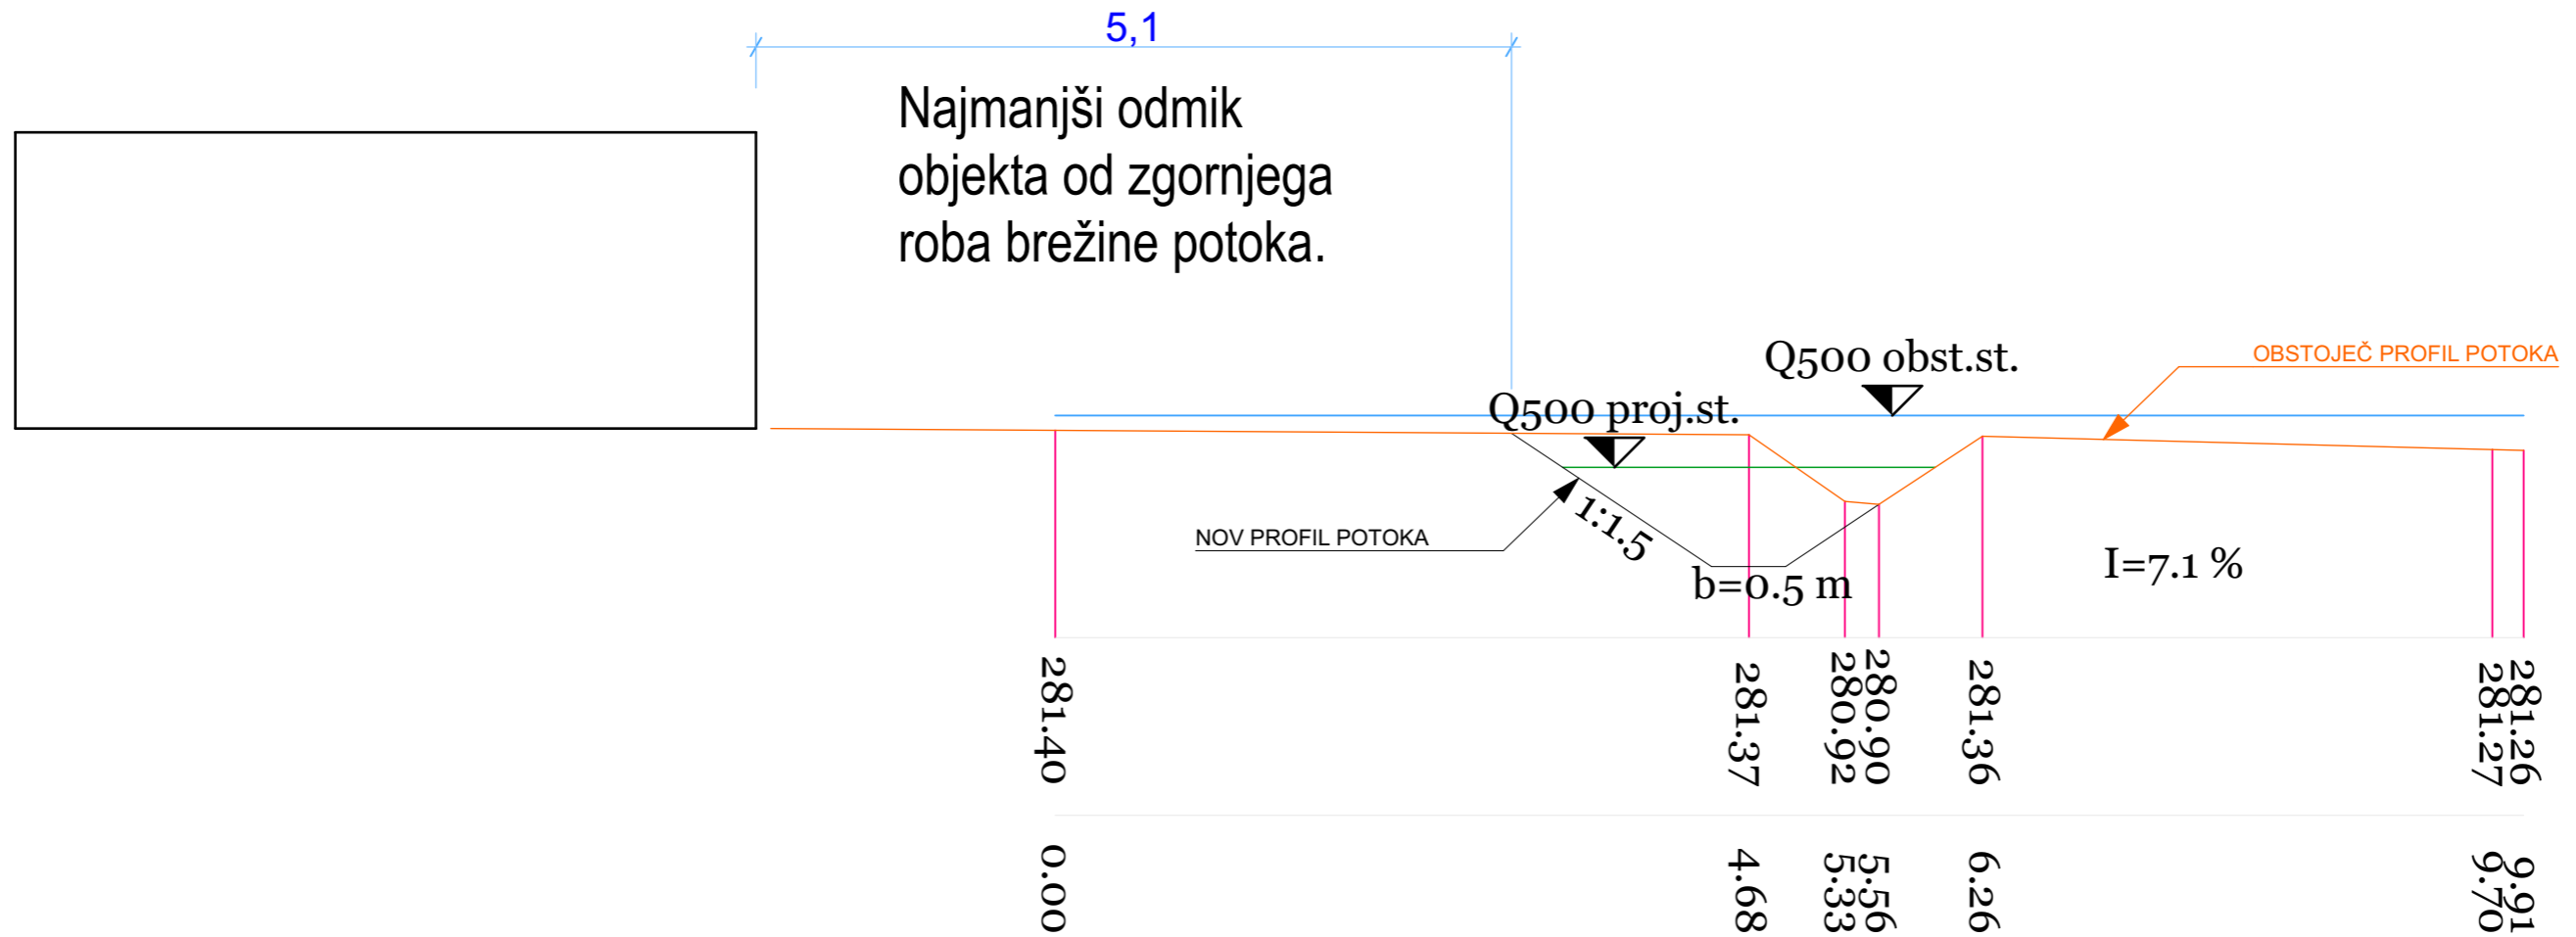 5,1
Najmanjši odmik
objekta od zgornjega
roba brežine potoka.
Q500 obst.st.
OBSTOJEČ PROFIL POTOKA
Q500 proj.st.
1:1.5
NOV PROFIL POTOKA
b=0.5 m
I=7.1 %
281.40
281.37
280.92
280.90
281.36
281.27
281.26
0.00
4.68
5.33
5.56
6.26
9.70
9.91